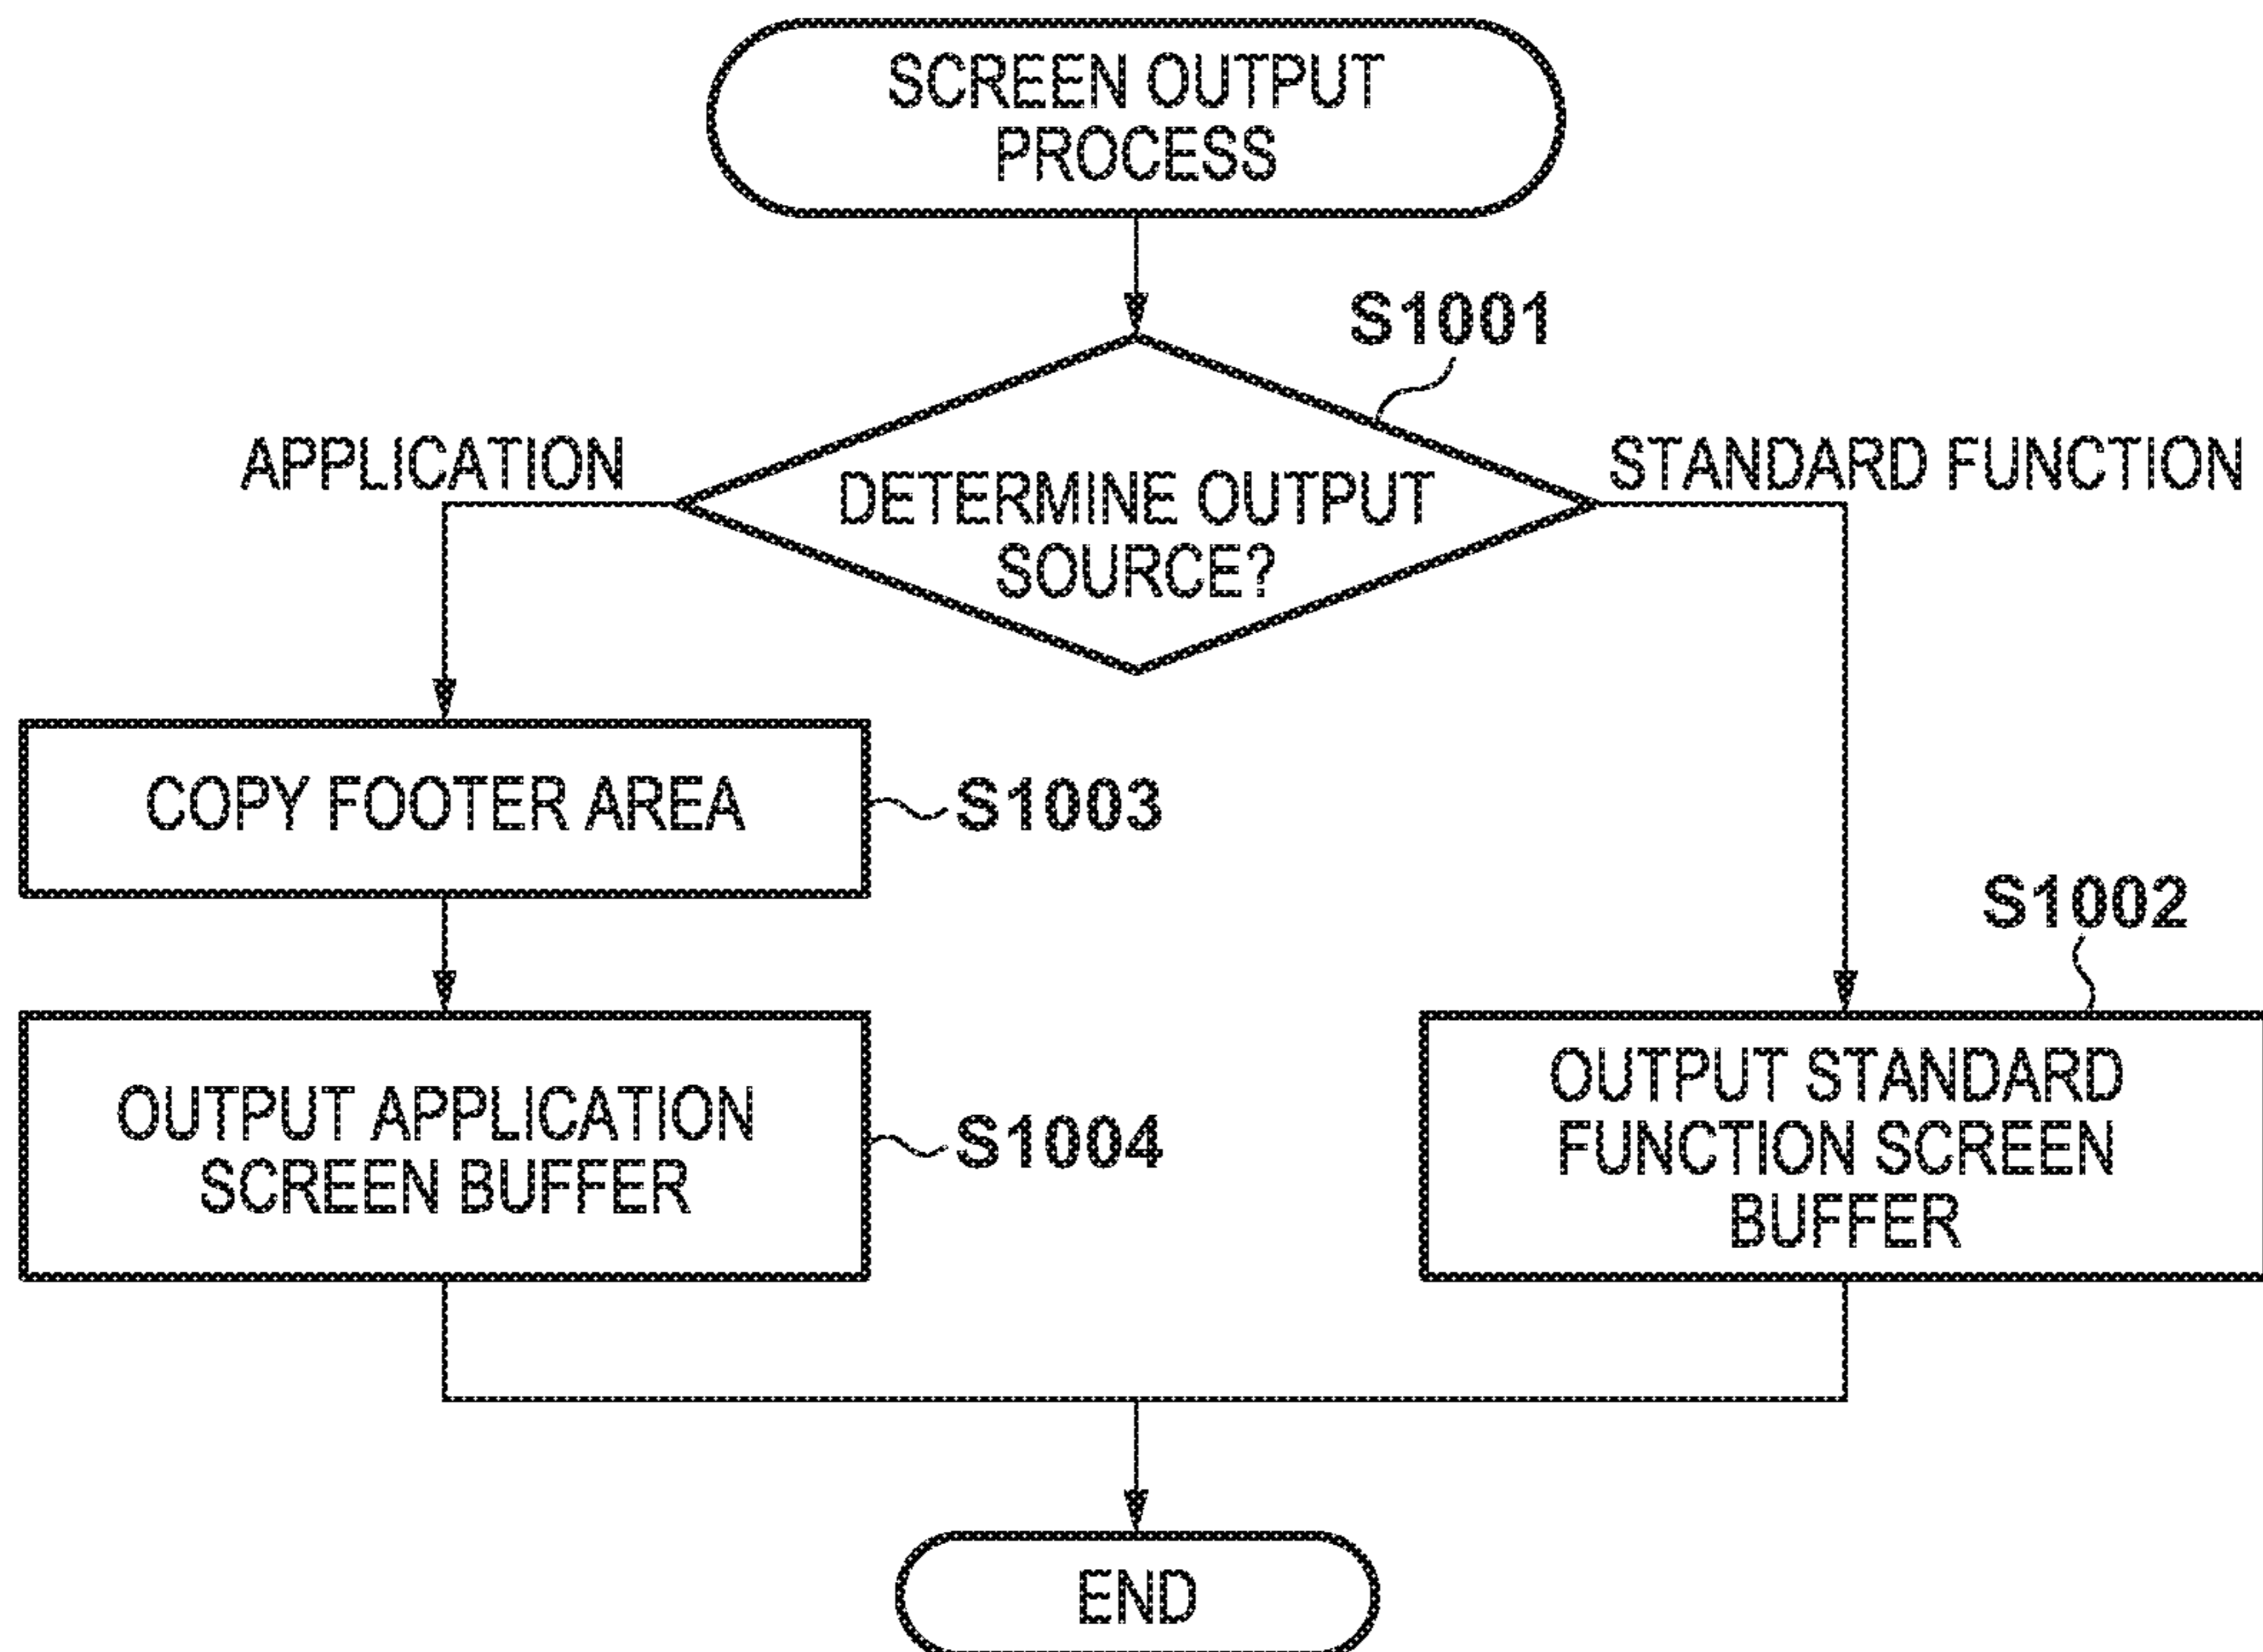 SCREEN OUTPUT
PROCESS
S1001
APPLICATION
STANDARD FUNCTION
DETERMINE OUTPUT
SOURCE?
COPY FOOTER AREA
S1003
S1002
OUTPUT APPLICATION
SCREEN BUFFER
S1004
OUTPUT STANDARD
FUNCTION SCREEN
BUFFER
END